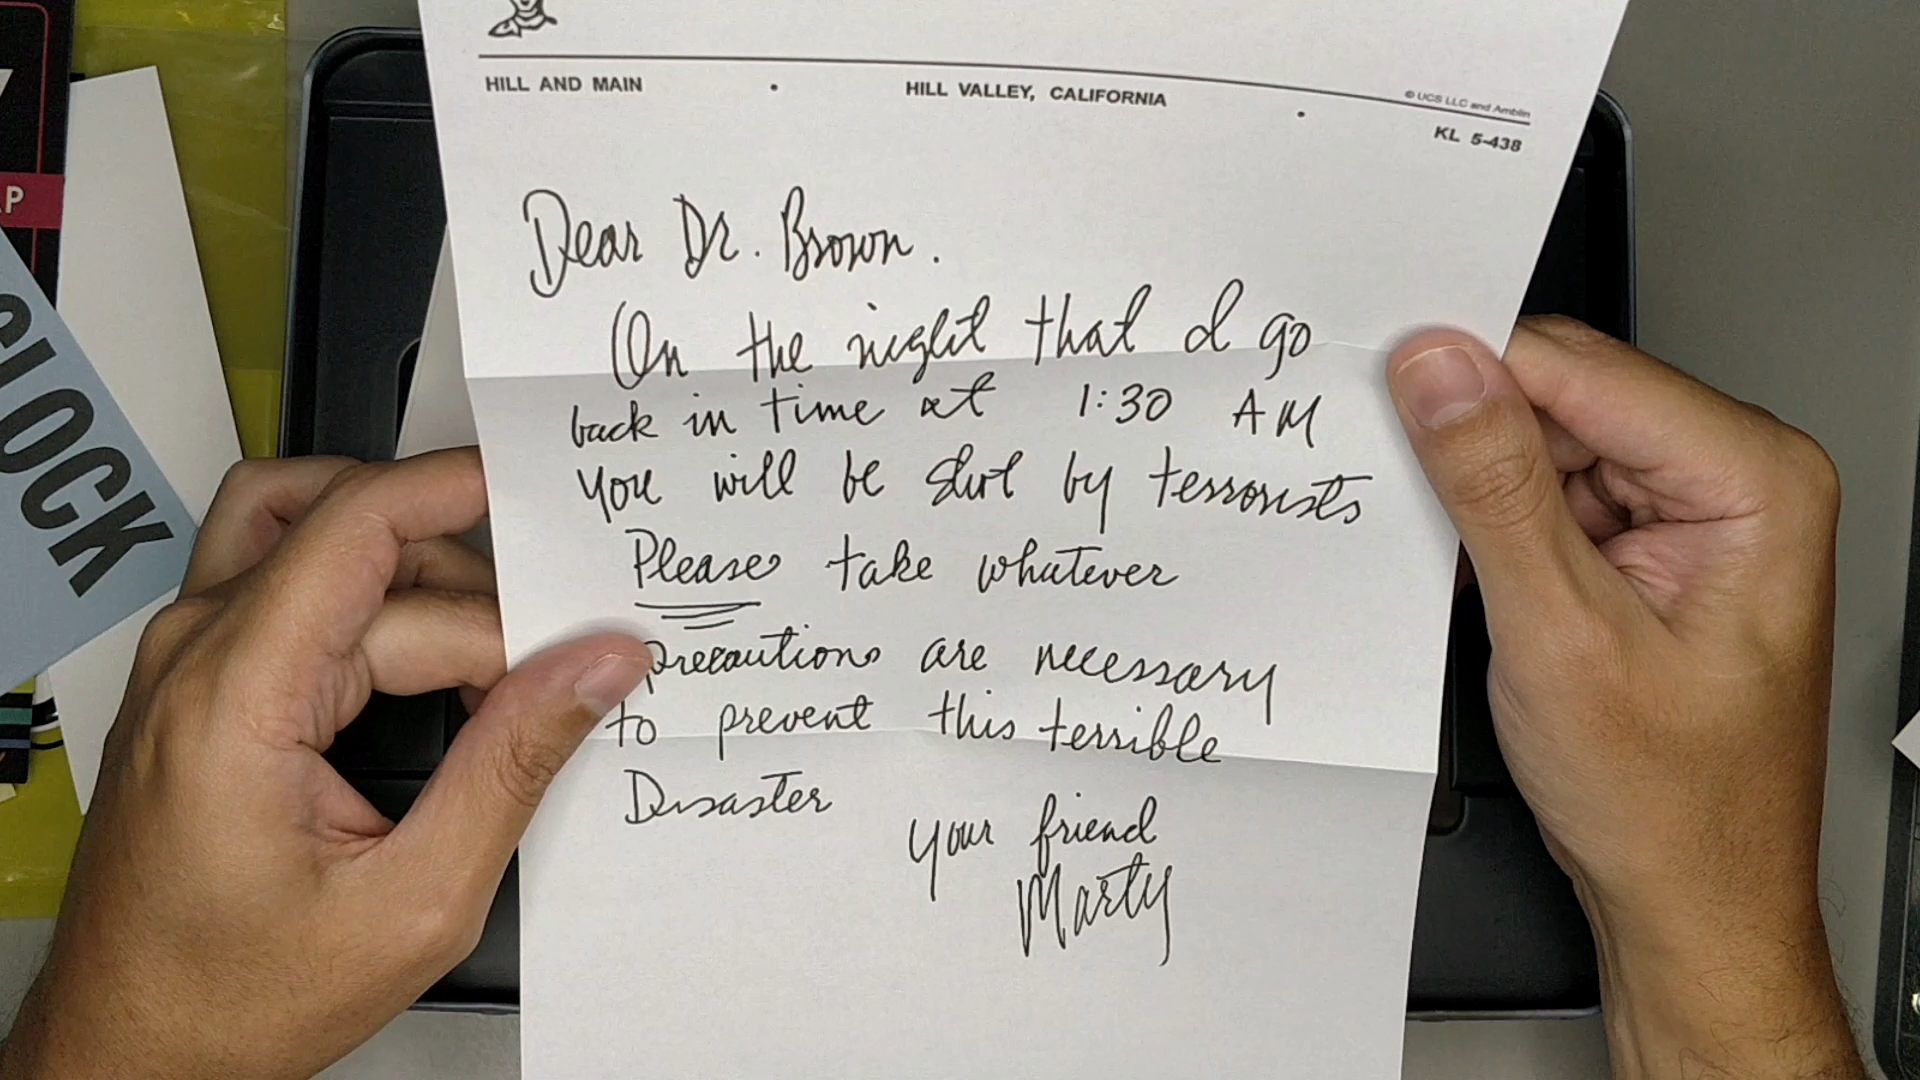 HILL AND MAIN • HILL VALLEY, CALIFORNIA •
© UCS LLC and Amblin
KL 5-438
Dear Dr. Brown.
On the night that I go
back in time at 1:30 AM
you will be shot by terrorists
Please take whatever
precautions are necessary
to prevent this terrible
Disaster
Your friend
Marty
CLOCK